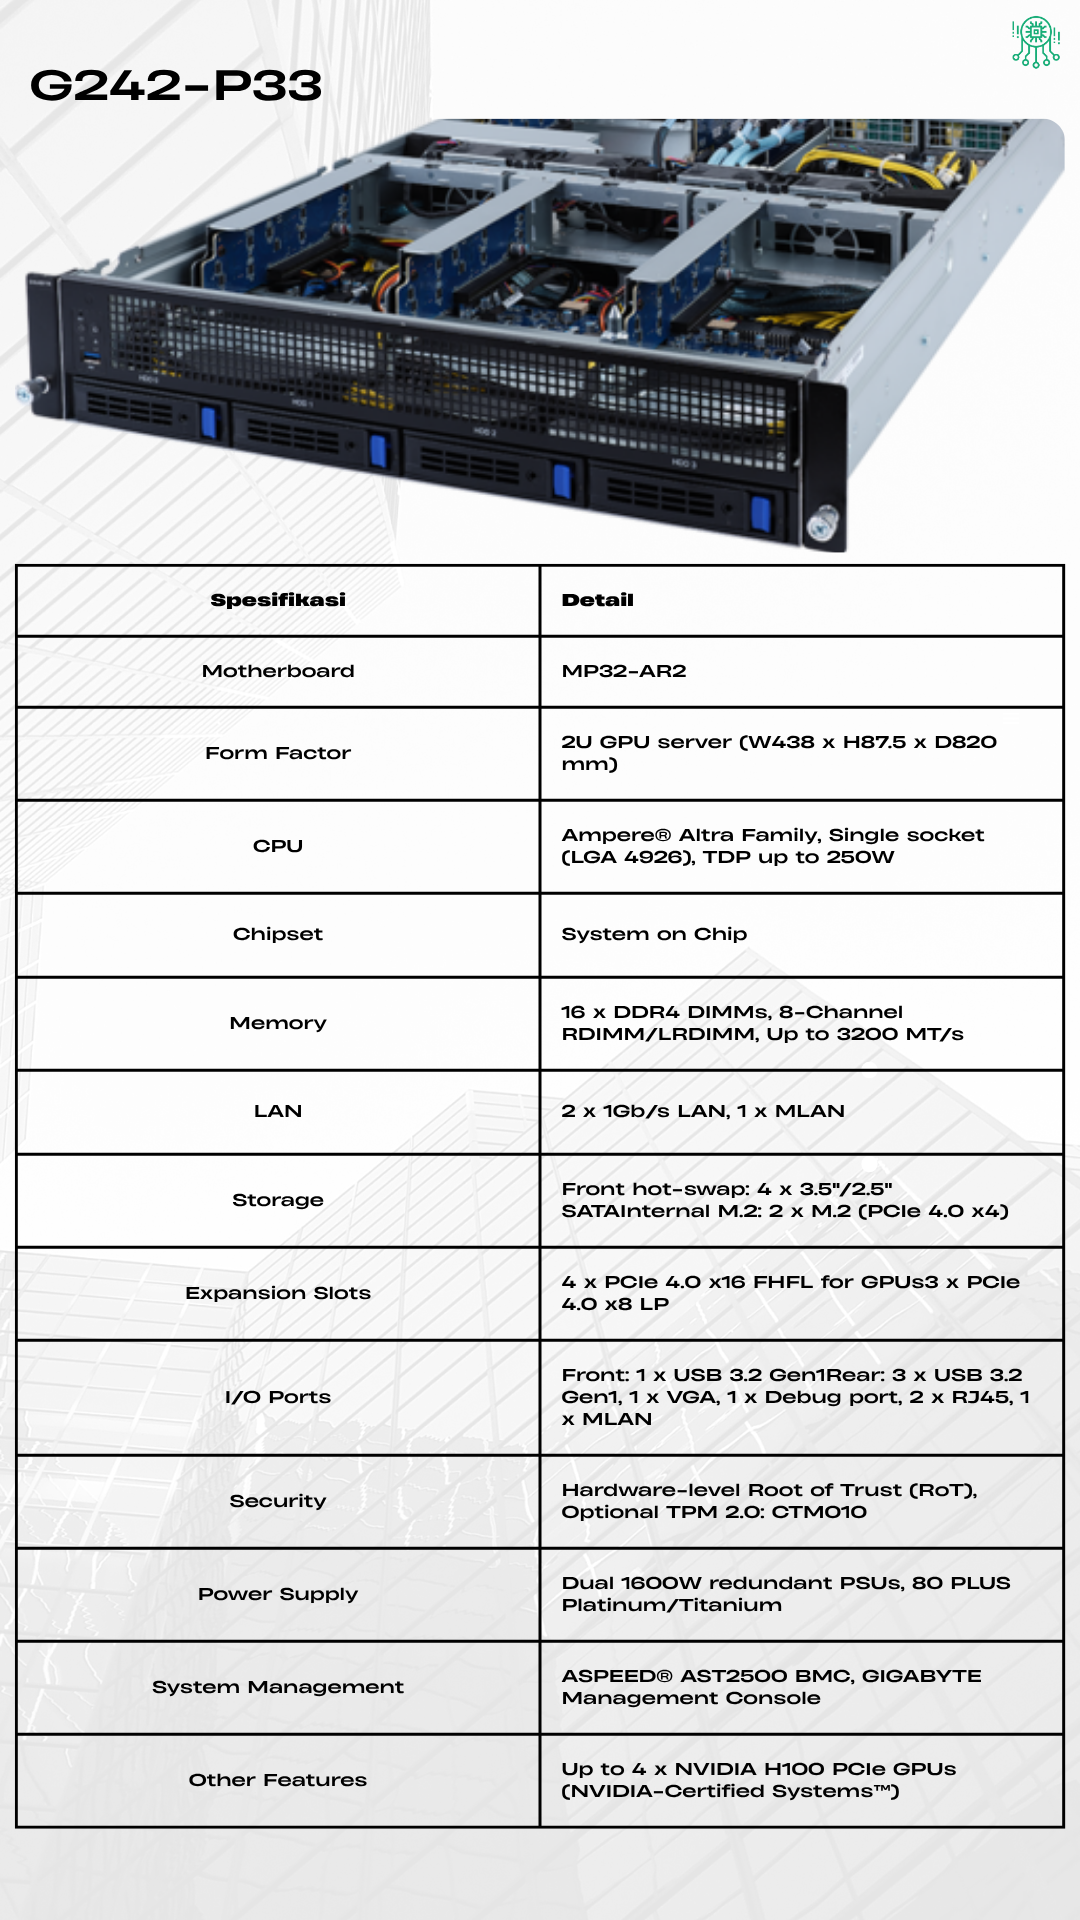 G242-P33
HDD 1
HDD 2
HDD 3
Spesifikasi
Detail
Motherboard
MP32-AR2
Form Factor
2U GPU server (W438 x H87.5 x D820
mm)
CPU
Ampere® Altra Family, Single socket
(LGA 4926), TDP up to 250W
Chipset
System on Chip
Memory
16 x DDR4 DIMMs, 8-Channel
RDIMM/LRDIMM, Up to 3200 MT/s
LAN
2 x 1Gb/s LAN, 1 x MLAN
Storage
Front hot-swap: 4 x 3.5"/2.5"
SATAInternal M.2: 2 x M.2 (PCIe 4.0 x4)
Expansion Slots
4 x PCIe 4.0 x16 FHFL for GPUs3 x PCIe
4.0 x8 LP
I/O Ports
Front: 1 x USB 3.2 Gen1Rear: 3 x USB 3.2
Gen1, 1 x VGA, 1 x Debug port, 2 x RJ45, 1
x MLAN
Security
Hardware-level Root of Trust (RoT),
Optional TPM 2.0: CTM010
Power Supply
Dual 1600W redundant PSUs, 80 PLUS
Platinum/Titanium
System Management
ASPEED® AST2500 BMC, GIGABYTE
Management Console
Other Features
Up to 4 x NVIDIA H100 PCIe GPUs
(NVIDIA-Certified Systems™)